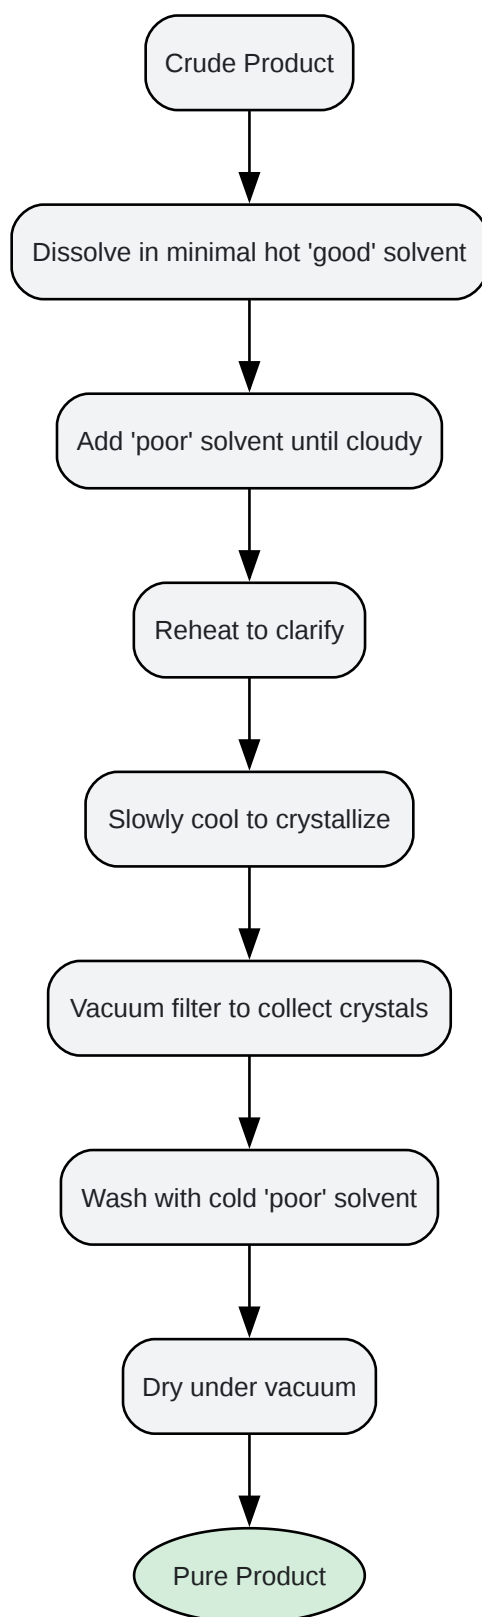 Crude Product
Dissolve in minimal hot 'good' solvent
Add 'poor' solvent until cloudy
Reheat to clarify
Slowly cool to crystallize
Vacuum filter to collect crystals
Wash with cold 'poor' solvent
Dry under vacuum
Pure Product